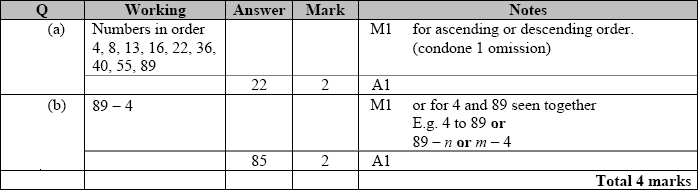 Q Working Answer Mark Notes
(a) Numbers in order M1 for ascending or descending order.
4, 8, 13, 16, 22, 36, (condone 1 omission)
40, 55, 89
22 2 A1
(b) 89 – 4 M1 or for 4 and 89 seen together
E.g. 4 to 89 or
89 – n or m – 4
85 2 A1
Total 4 marks